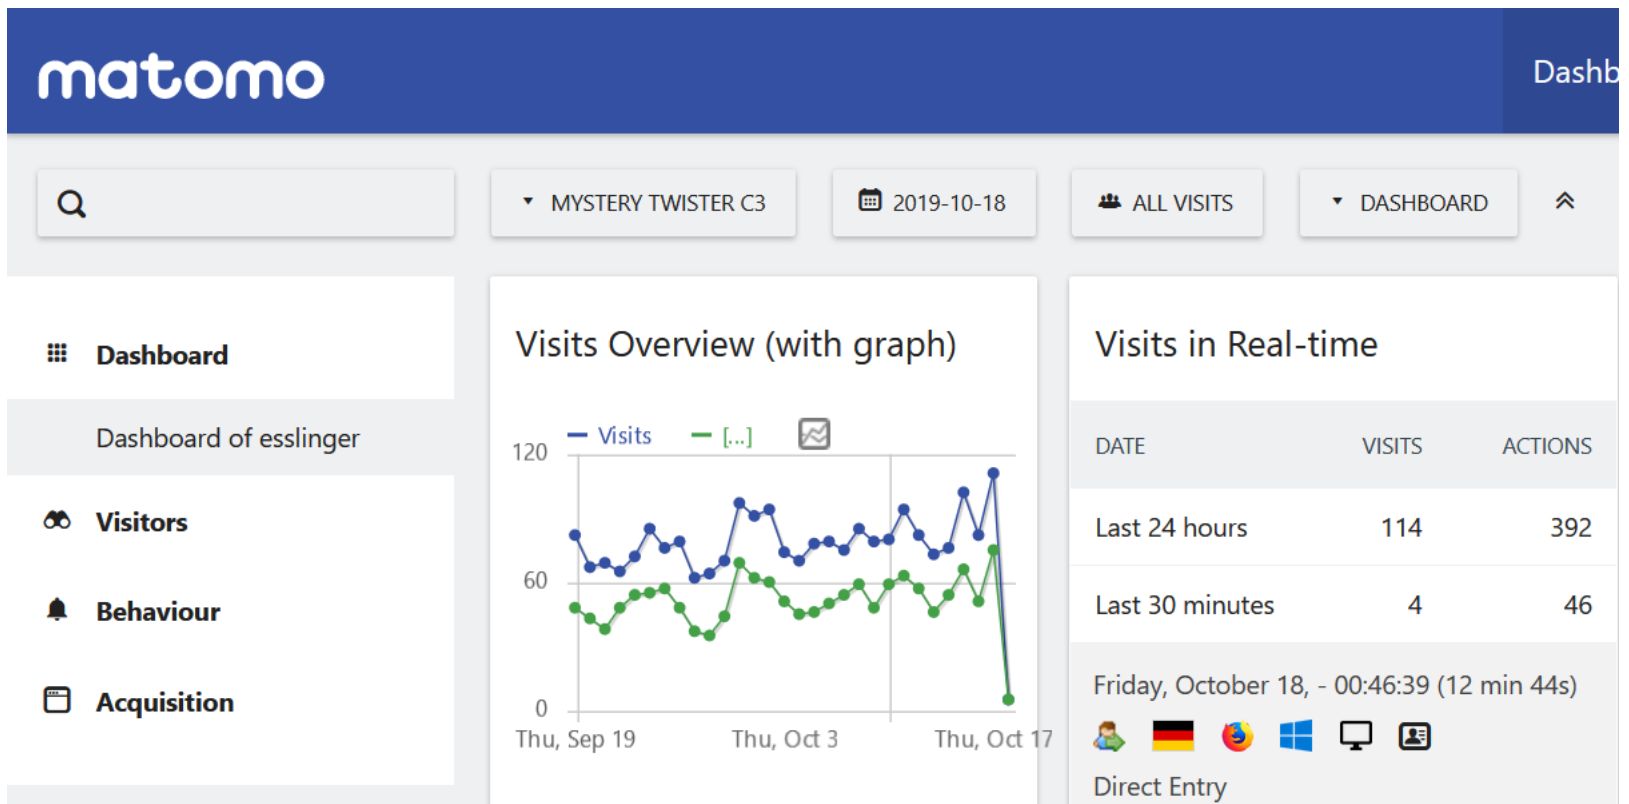 matomo
Dashb
MYSTERY TWISTER C3
2019-10-18
ALL VISITS
DASHBOARD
Dashboard
Dashboard of esslinger
Visitors
Behaviour
Acquisition
Visits Overview (with graph)
Visits [...]
120
60
0
Thu, Sep 19 Thu, Oct 3 Thu, Oct 17
Visits in Real-time
DATE VISITS ACTIONS
Last 24 hours 114 392
Last 30 minutes 4 46
Friday, October 18, - 00:46:39 (12 min 44s)
Direct Entry